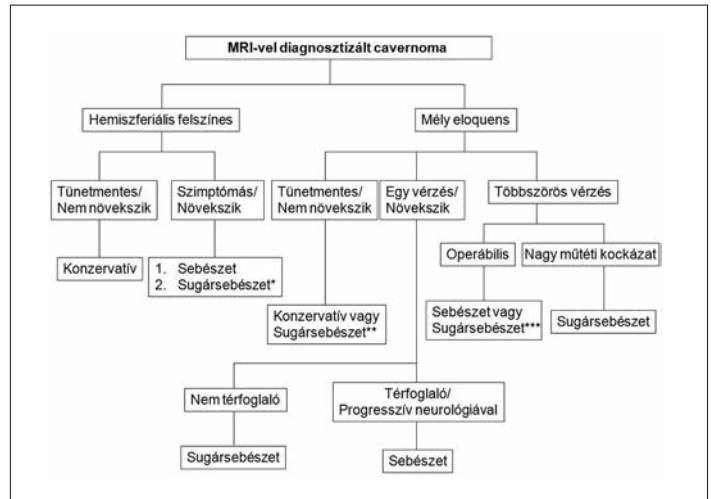 MRI-vel diagnosztizált cavernoma
Hemiszferiális felszínes
Mély eloquens
Tünetmentes/
Nem növekszik
Szimptómás/
Növekszik
Tünetmentes/
Nem növekszik
Egy vérzés/
Növekszik
Többszörös vérzés
Konzervatív
1. Sebészet
2. Sugársebészet*
Operábilis
Nagy műtéti kockázat
Konzervatív vagy
Sugársebészet**
Sebészet vagy
Sugársebészet***
Sugársebészet
Nem térfoglaló
Térfoglaló/
Progresszív neurológiával
Sugársebészet
Sebészet